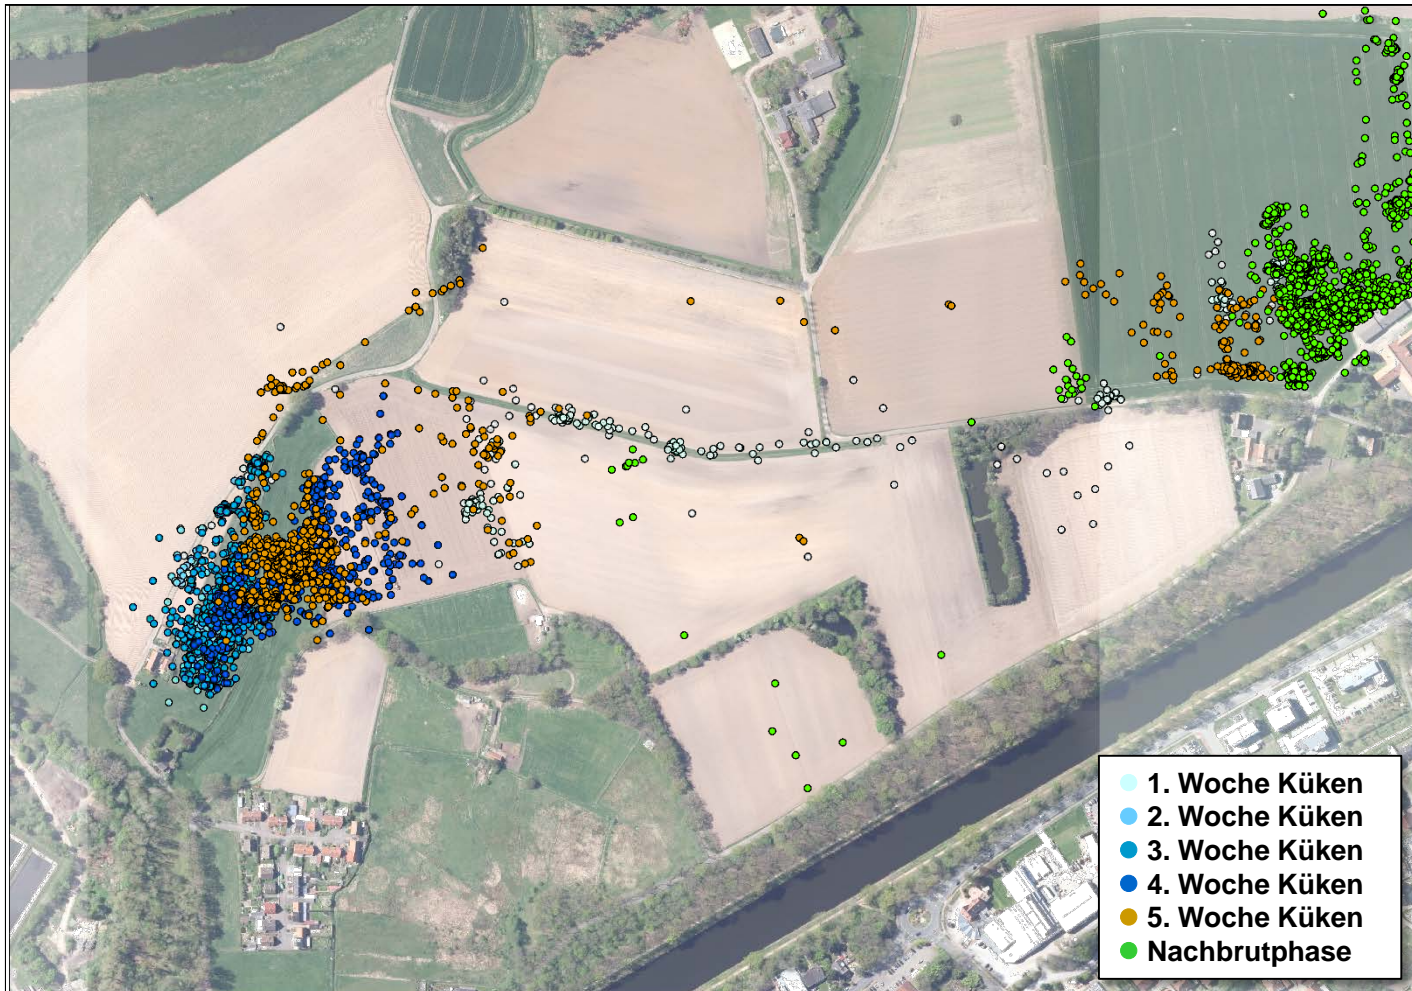 1. Woche Küken
2. Woche Küken
3. Woche Küken
4. Woche Küken
5. Woche Küken
Nachbrutphase